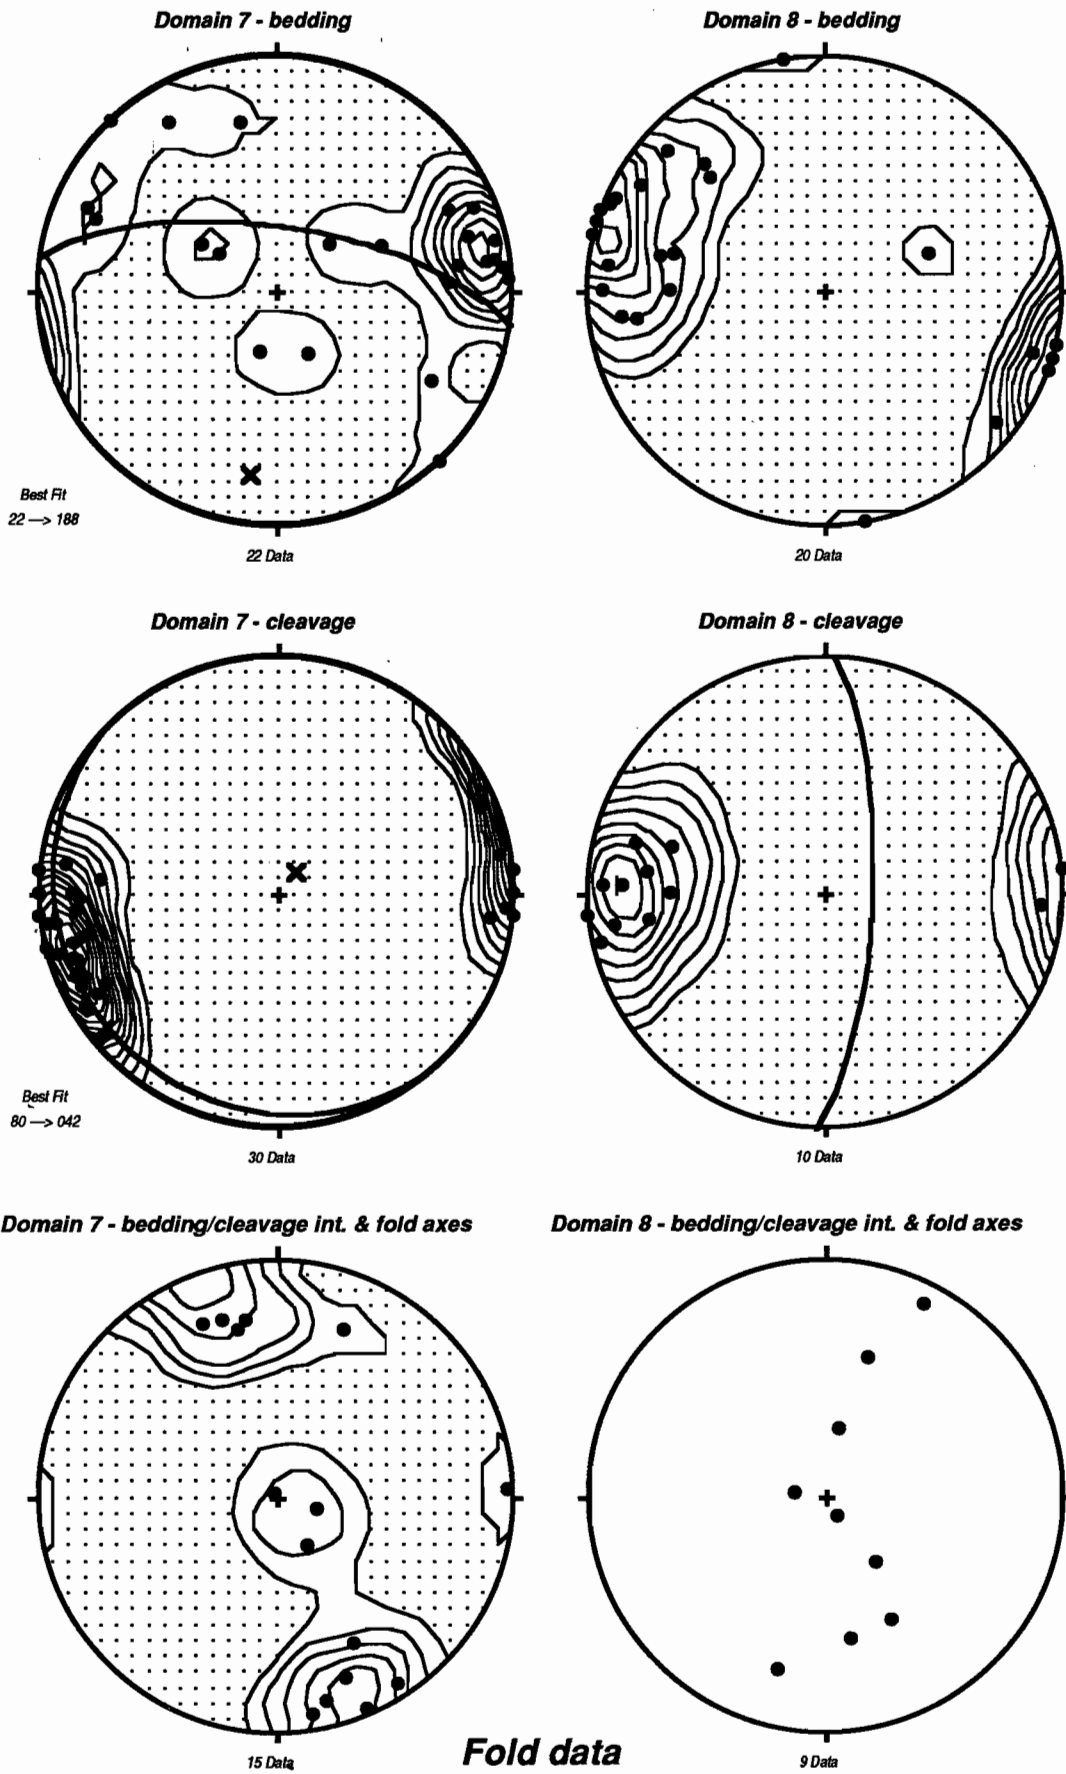 Domain 7 - bedding
Domain 8 - bedding
Best Fit
22 —> 188
22 Data
20 Data
Domain 7 - cleavage
Domain 8 - cleavage
Best Fit
80 —> 042
30 Data
10 Data
Domain 7 - bedding/cleavage int. & fold axes
Domain 8 - bedding/cleavage int. & fold axes
15 Data
Fold data
9 Data